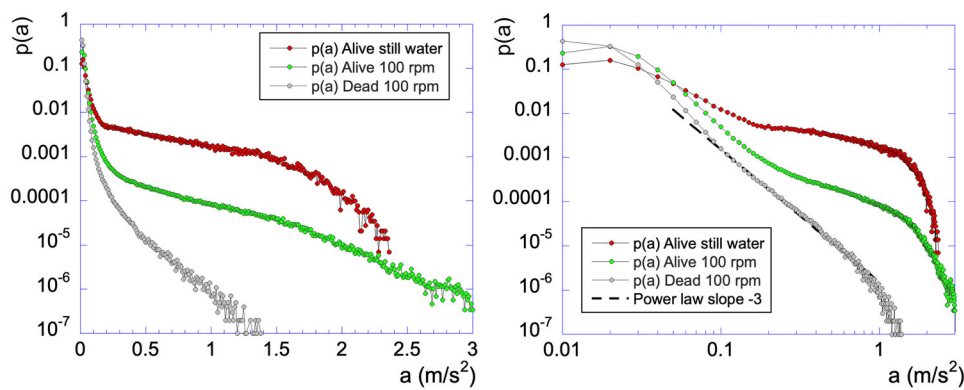 p(a)
1
0.1
0.01
0.001
0.0001
10⁻⁵
10⁻⁶
10⁻⁷
p(a) Alive still water
p(a) Alive 100 rpm
p(a) Dead 100 rpm
0 0.5 1 1.5 2 2.5 3
a (m/s²)
p(a)
1
0.1
0.01
0.001
0.0001
10⁻⁵
10⁻⁶
10⁻⁷
p(a) Alive still water
p(a) Alive 100 rpm
p(a) Dead 100 rpm
Power law slope -3
0.01 0.1 1
a (m/s²)